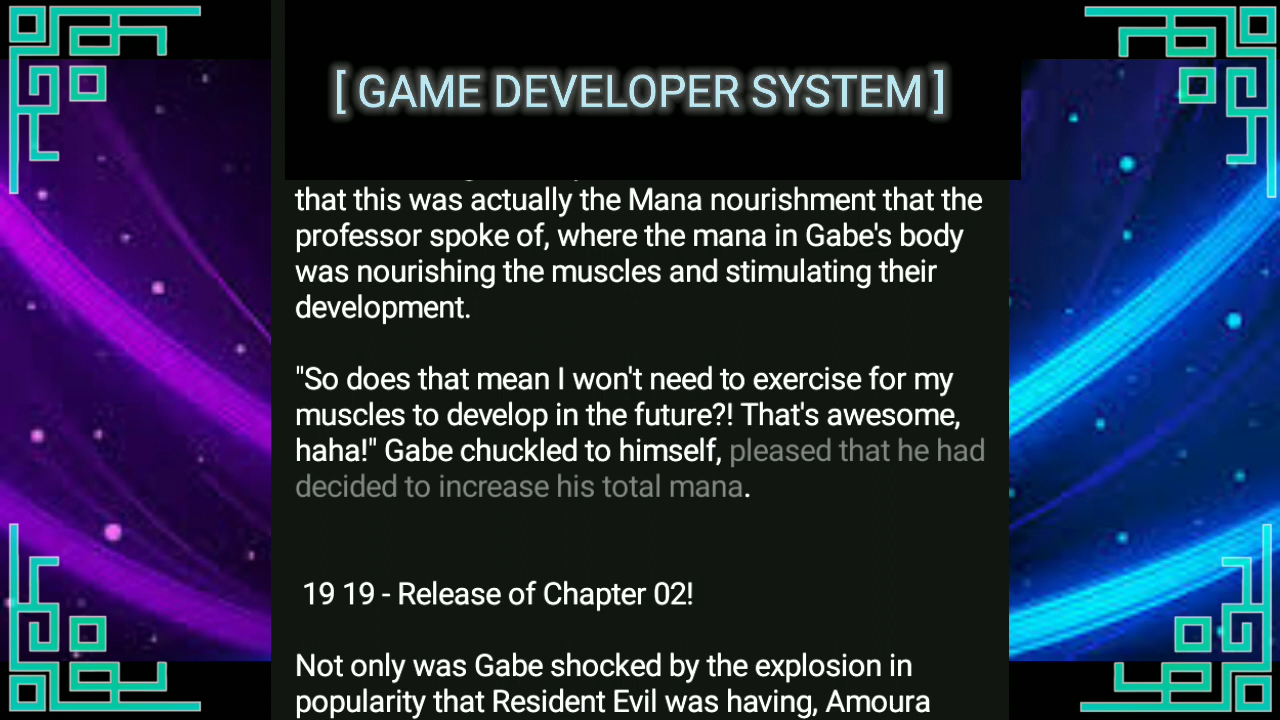 [ GAME DEVELOPER SYSTEM ]
that this was actually the Mana nourishment that the
professor spoke of, where the mana in Gabe's body
was nourishing the muscles and stimulating their
development.
"So does that mean I won't need to exercise for my
muscles to develop in the future?! That's awesome,
haha!" Gabe chuckled to himself, pleased that he had
decided to increase his total mana.
19 19 - Release of Chapter 02!
Not only was Gabe shocked by the explosion in
popularity that Resident Evil was having, Amoura